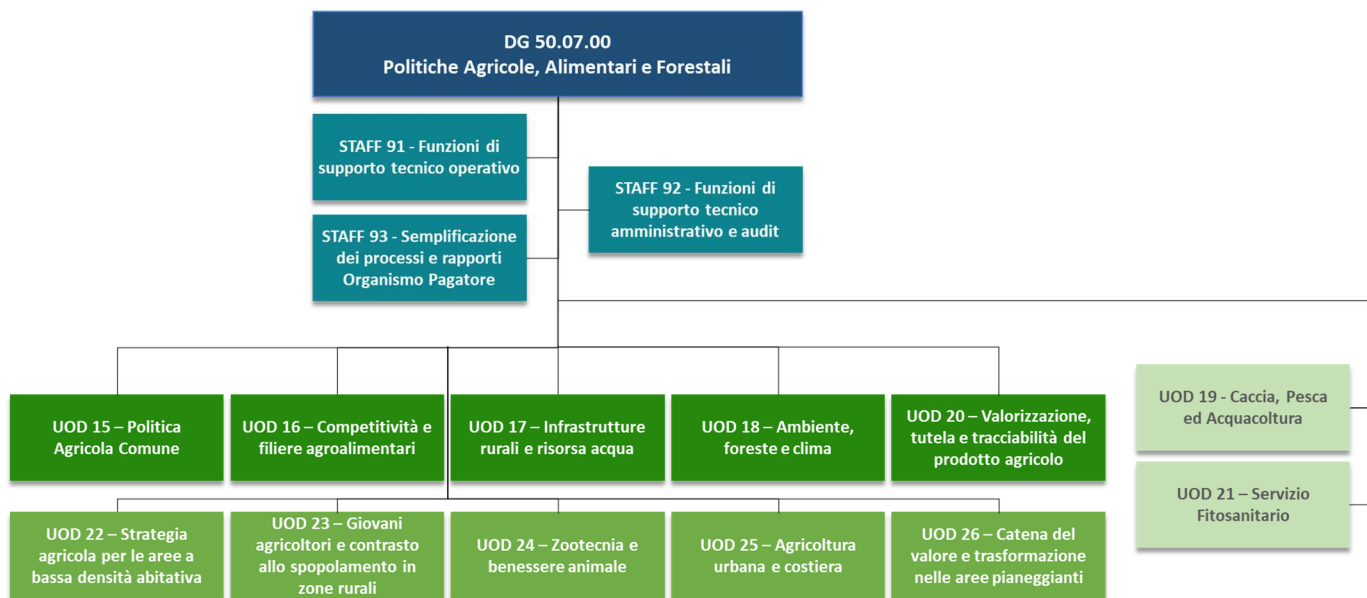 DG 50.07.00
Politiche Agricole, Alimentari e Forestali
STAFF 91 - Funzioni di
supporto tecnico operativo
STAFF 92 - Funzioni di
supporto tecnico
amministrativo e audit
STAFF 93 - Semplificazione
dei processi e rapporti
Organismo Pagatore
UOD 15 – Politica
Agricola Comune
UOD 16 – Competitività e
filiere agroalimentari
UOD 17 – Infrastrutture
rurali e risorsa acqua
UOD 18 – Ambiente,
foreste e clima
UOD 20 – Valorizzazione,
tutela e tracciabilità del
prodotto agricolo
UOD 19 - Caccia, Pesca
ed Acquacoltura
UOD 21 – Servizio
Fitosanitario
UOD 22 – Strategia
agricola per le aree a
bassa densità abitativa
UOD 23 – Giovani
agricoltori e contrasto
allo spopolamento in
zone rurali
UOD 24 – Zootecnia e
benessere animale
UOD 25 – Agricoltura
urbana e costiera
UOD 26 – Catena del
valore e trasformazione
nelle aree pianeggianti